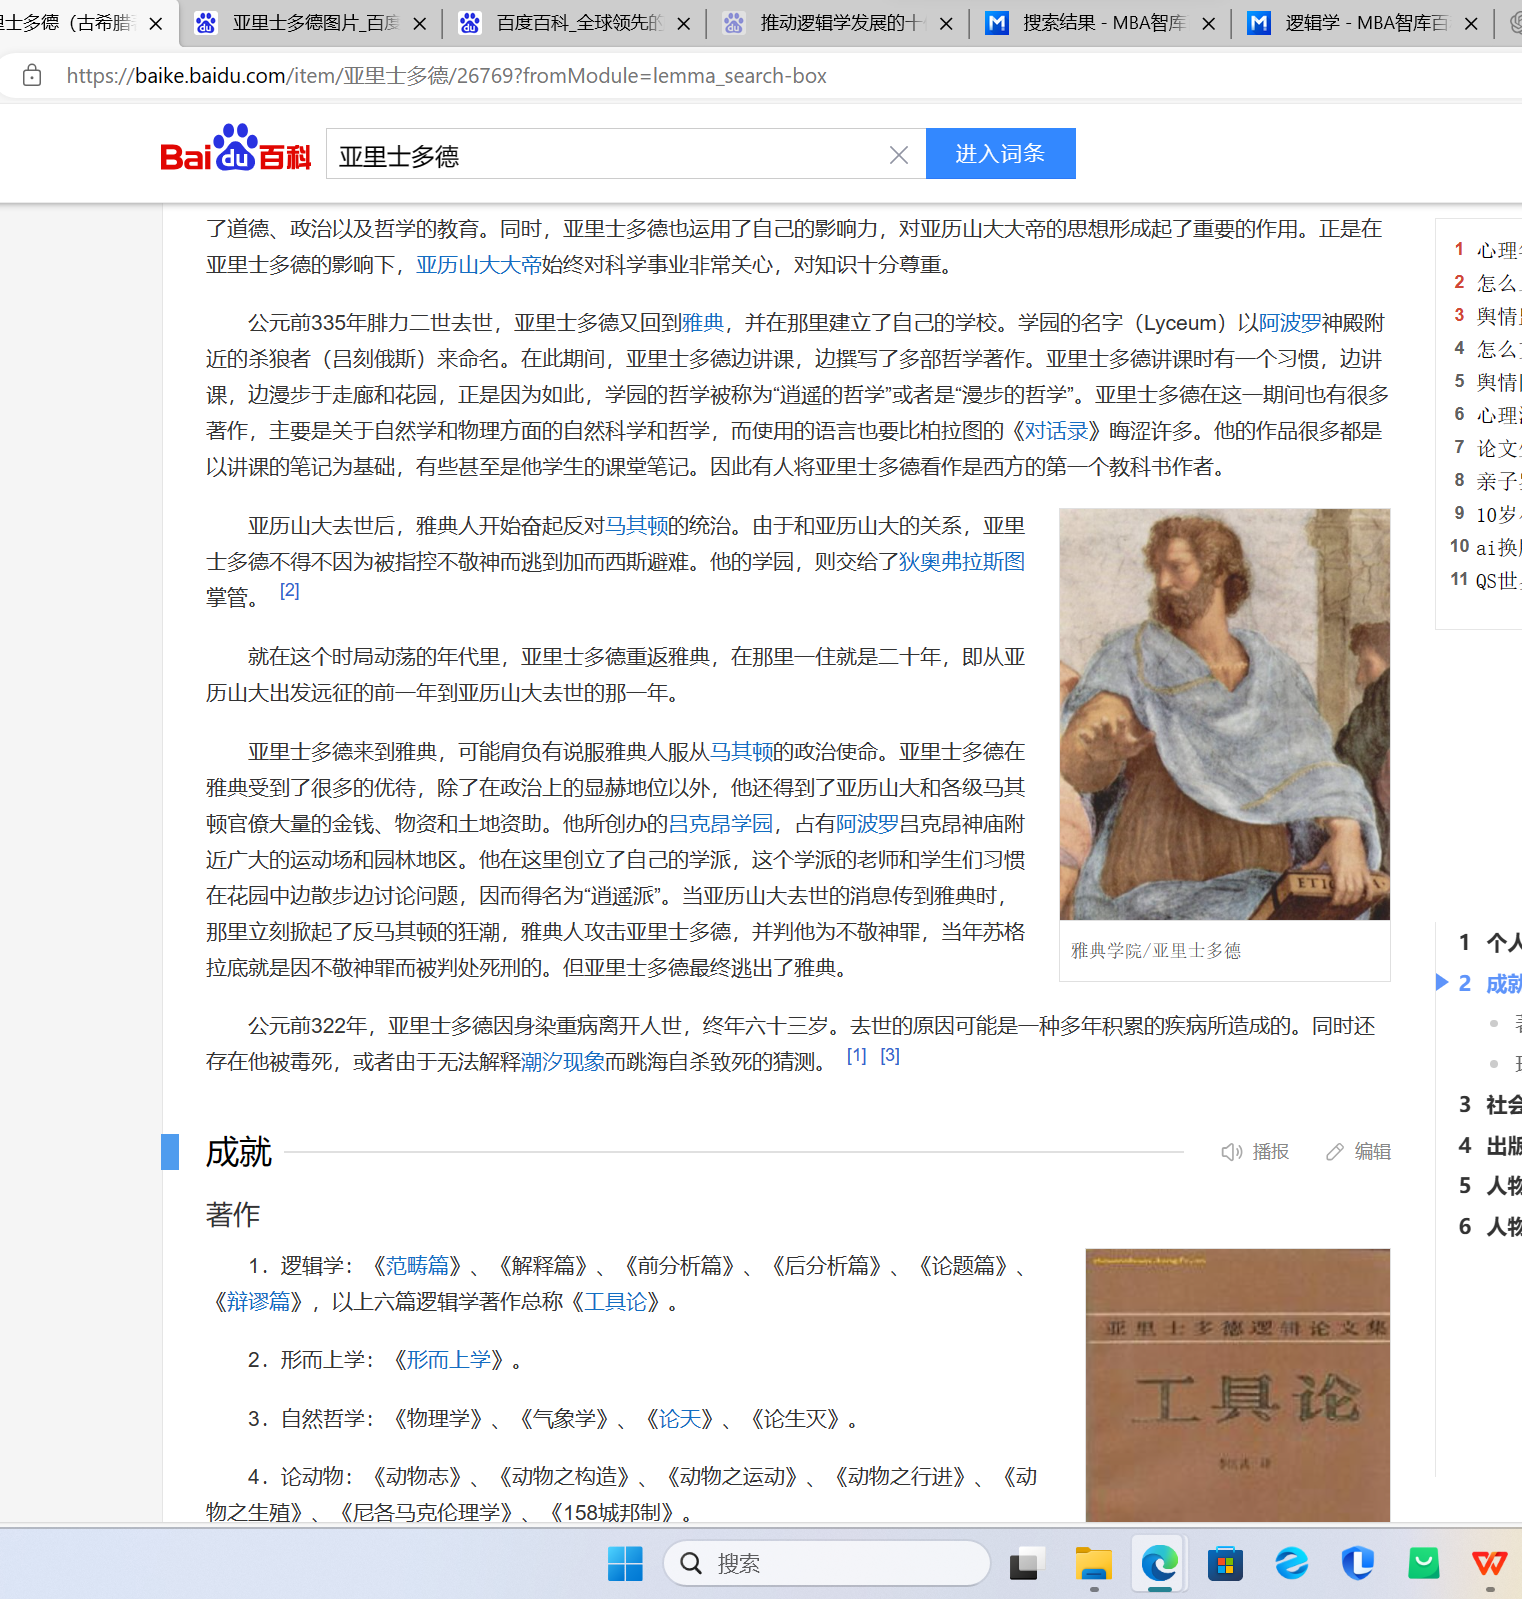 里士多德（古希腊
亚里士多德图片_百度
百度百科_全球领先的
推动逻辑学发展的十
搜索结果 - MBA智库
逻辑学 - MBA智库百
https://baike.baidu.com/item/亚里士多德/26769?fromModule=lemma_search-box
Bai du 百科
亚里士多德
进入词条
了道德、政治以及哲学的教育。同时，亚里士多德也运用了自己的影响力，对亚历山大大帝的思想形成起了重要的作用。正是在
亚里士多德的影响下，亚历山大大帝始终对科学事业非常关心，对知识十分尊重。
公元前335年腓力二世去世，亚里士多德又回到雅典，并在那里建立了自己的学校。学园的名字（Lyceum）以阿波罗神殿附
近的杀狼者（吕刻俄斯）来命名。在此期间，亚里士多德边讲课，边撰写了多部哲学著作。亚里士多德讲课时有一个习惯，边讲
课，边漫步于走廊和花园，正是因为如此，学园的哲学被称为“逍遥的哲学”或者是“漫步的哲学”。亚里士多德在这一期间也有很多
著作，主要是关于自然学和物理方面的自然科学和哲学，而使用的语言也要比柏拉图的《对话录》晦涩许多。他的作品很多都是
以讲课的笔记为基础，有些甚至是他学生的课堂笔记。因此有人将亚里士多德看作是西方的第一个教科书作者。
亚历山大去世后，雅典人开始奋起反对马其顿的统治。由于和亚历山大的关系，亚里
士多德不得不因为被指控不敬神而逃到加而西斯避难。他的学园，则交给了狄奥弗拉斯图
掌管。 [2]
就在这个时局动荡的年代里，亚里士多德重返雅典，在那里一住就是二十年，即从亚
历山大出发远征的前一年到亚历山大去世的那一年。
亚里士多德来到雅典，可能肩负有说服雅典人服从马其顿的政治使命。亚里士多德在
雅典受到了很多的优待，除了在政治上的显赫地位以外，他还得到了亚历山大和各级马其
顿官僚大量的金钱、物资和土地资助。他所创办的吕克昂学园，占有阿波罗吕克昂神庙附
近广大的运动场和园林地区。他在这里创立了自己的学派，这个学派的老师和学生们习惯
在花园中边散步边讨论问题，因而得名为“逍遥派”。当亚历山大去世的消息传到雅典时，
那里立刻掀起了反马其顿的狂潮，雅典人攻击亚里士多德，并判他为不敬神罪，当年苏格
拉底就是因不敬神罪而被判处死刑的。但亚里士多德最终逃出了雅典。
雅典学院/亚里士多德
公元前322年，亚里士多德因身染重病离开人世，终年六十三岁。去世的原因可能是一种多年积累的疾病所造成的。同时还
存在他被毒死，或者由于无法解释潮汐现象而跳海自杀致死的猜测。 [1] [3]
成就
播报
编辑
著作
1．逻辑学：《范畴篇》、《解释篇》、《前分析篇》、《后分析篇》、《论题篇》、
《辩谬篇》，以上六篇逻辑学著作总称《工具论》。
2．形而上学：《形而上学》。
3．自然哲学：《物理学》、《气象学》、《论天》、《论生灭》。
4．论动物：《动物志》、《动物之构造》、《动物之运动》、《动物之行进》、《动
物之生殖》、《尼各马克伦理学》、《158城邦制》。
亚里士多德逻辑论文集
工具论
1 心理
2 怎么
3 舆情
4 怎么
5 舆情
6 心理
7 论文
8 亲子
9 10岁
10 ai换
11 QS世
1 个人
2 成就
3 社会
4 出版
5 人物
6 人物
搜索